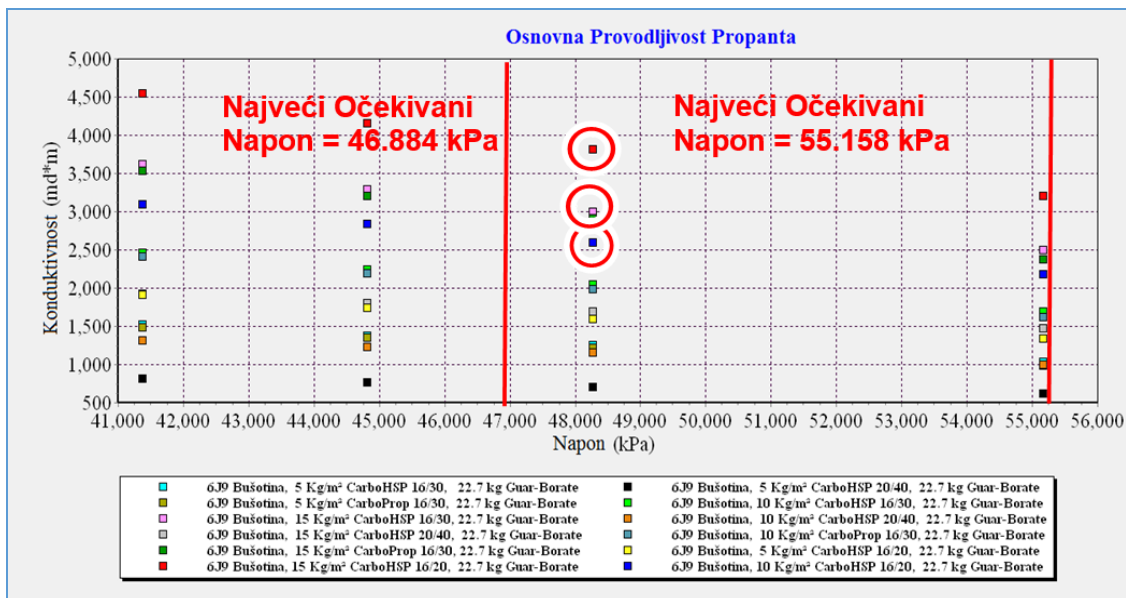 Osnovna Provodljivost Propanta
5,000
4,500
4,000
3,500
3,000
2,500
2,000
1,500
1,000
500
Konduktivnost (md*m)
Najveći Očekivani
Napon = 46.884 kPa
Najveći Očekivani
Napon = 55.158 kPa
41,000 42,000 43,000 44,000 45,000 46,000 47,000 48,000 49,000 50,000 51,000 52,000 53,000 54,000 55,000 56,000
Napon (kPa)
6J9 Bušotina, 5 Kg/m² CarboHSP 16/30, 22.7 kg Guar-Borate
6J9 Bušotina, 5 Kg/m² CarboProp 16/30, 22.7 kg Guar-Borate
6J9 Bušotina, 15 Kg/m² CarboHSP 16/30, 22.7 kg Guar-Borate
6J9 Bušotina, 15 Kg/m² CarboHSP 20/40, 22.7 kg Guar-Borate
6J9 Bušotina, 15 Kg/m² CarboProp 16/30, 22.7 kg Guar-Borate
6J9 Bušotina, 15 Kg/m² CarboHSP 16/20, 22.7 kg Guar-Borate
6J9 Bušotina, 5 Kg/m² CarboHSP 20/40, 22.7 kg Guar-Borate
6J9 Bušotina, 10 Kg/m² CarboHSP 16/30, 22.7 kg Guar-Borate
6J9 Bušotina, 10 Kg/m² CarboHSP 20/40, 22.7 kg Guar-Borate
6J9 Bušotina, 10 Kg/m² CarboProp 16/30, 22.7 kg Guar-Borate
6J9 Bušotina, 5 Kg/m² CarboHSP 16/20, 22.7 kg Guar-Borate
6J9 Bušotina, 10 Kg/m² CarboHSP 16/20, 22.7 kg Guar-Borate